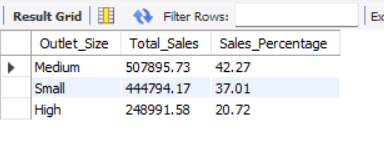 Result Grid Filter Rows: Ex
Outlet_Size Total_Sales Sales_Percentage
Medium 507895.73 42.27
Small 444794.17 37.01
High 248991.58 20.72